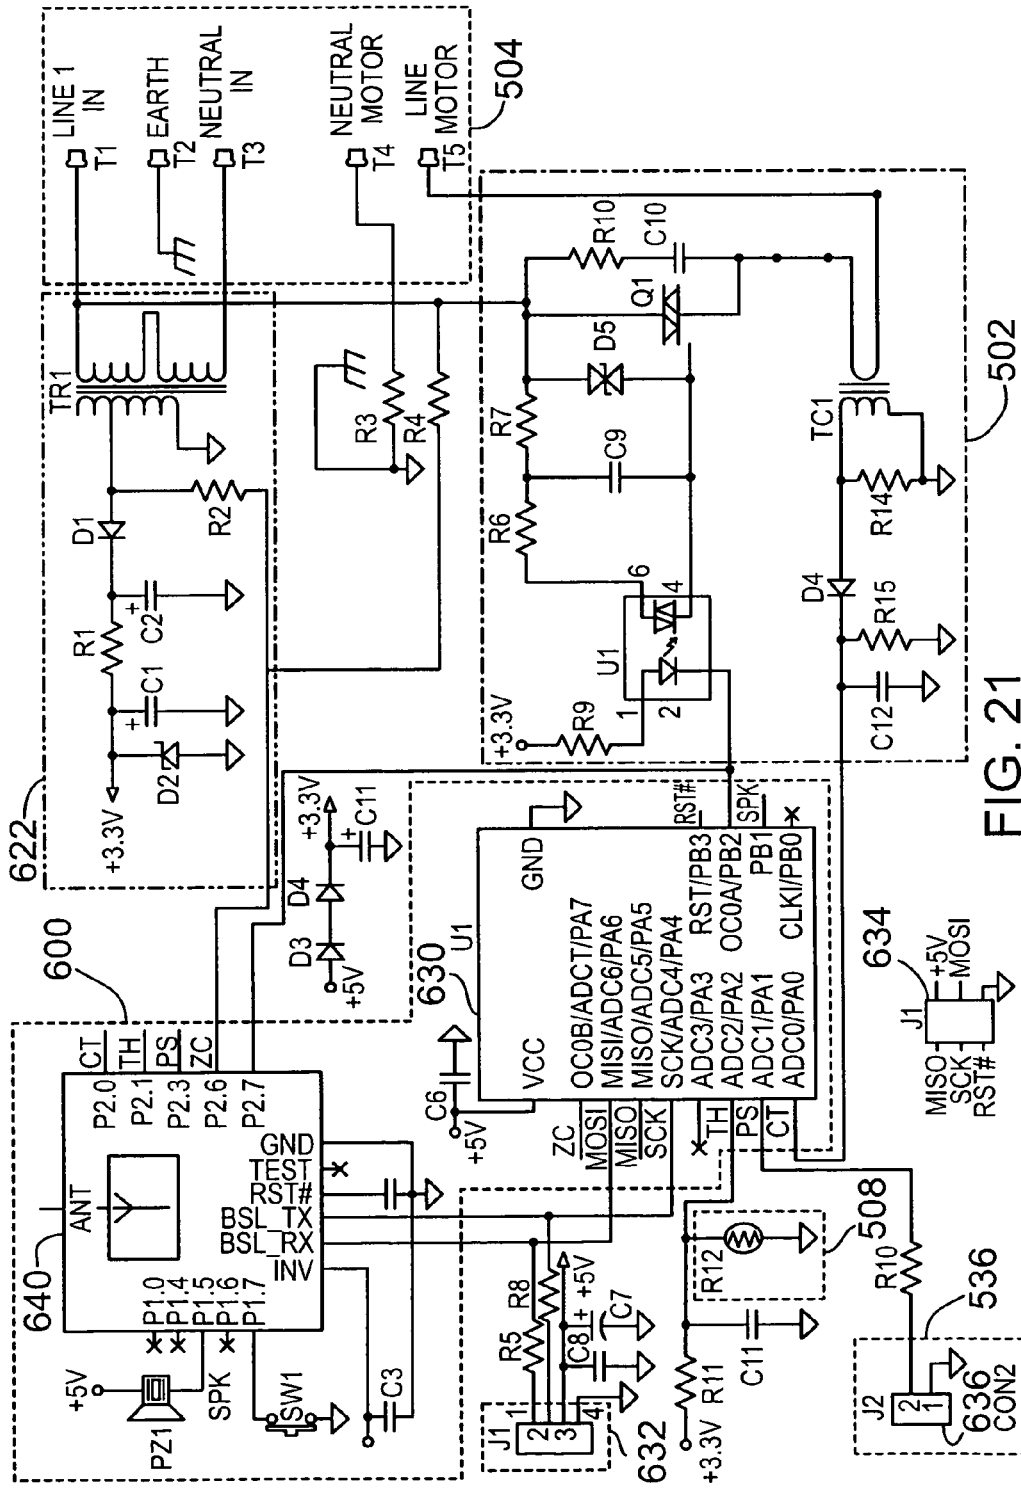 622
+3.3V
D2
+ C1
R1
+ C2
D1
R2
TR1
T1
LINE 1
IN
T2
EARTH
T3
NEUTRAL
IN
T4
NEUTRAL
MOTOR
T5
LINE
MOTOR
504
R3
R4
600
640
ANT
P1.0
P1.4
P1.5
P1.6
P1.7
P2.0
P2.1
P2.3
P2.6
P2.7
CT
TH
PS
ZC
GND
TEST
RST#
BSL_TX
BSL_RX
INV
+5V
PZ1
SPK
SW1
C3
+5V
D3
D4
+3.3V
+ C11
+3.3V
R9
U1
1
2
6
4
R6
R7
C9
D5
Q1
R10
C10
TC1
R14
D4
R15
C12
502
630
U1
C6
+5V
VCC
GND
OC0B/ADCT/PA7
MISI/ADC6/PA6
MISO/ADC5/PA5
SCK/ADC4/PA4
ADC3/PA3
ADC2/PA2
ADC1/PA1
ADC0/PA0
RST/PB3
OC0A/PB2
PB1
CLKI/PB0
RST#
SPK
ZC
MOSI
MISO
SCK
TH
PS
CT
J1
1
2
3
4
632
R5
R8
C8
+ C7
+5V
+3.3V
R11
C11
R12
508
R10
536
J2
2
1
636
CON2
634
J1
MISO
SCK
RST#
+5V
MOSI
FIG. 21